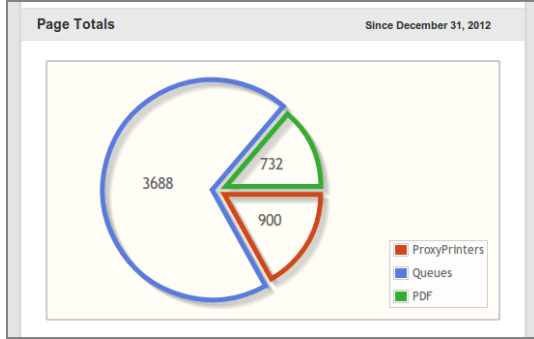 Page Totals
Since December 31, 2012
732
3688
900
ProxyPrinters
Queues
PDF